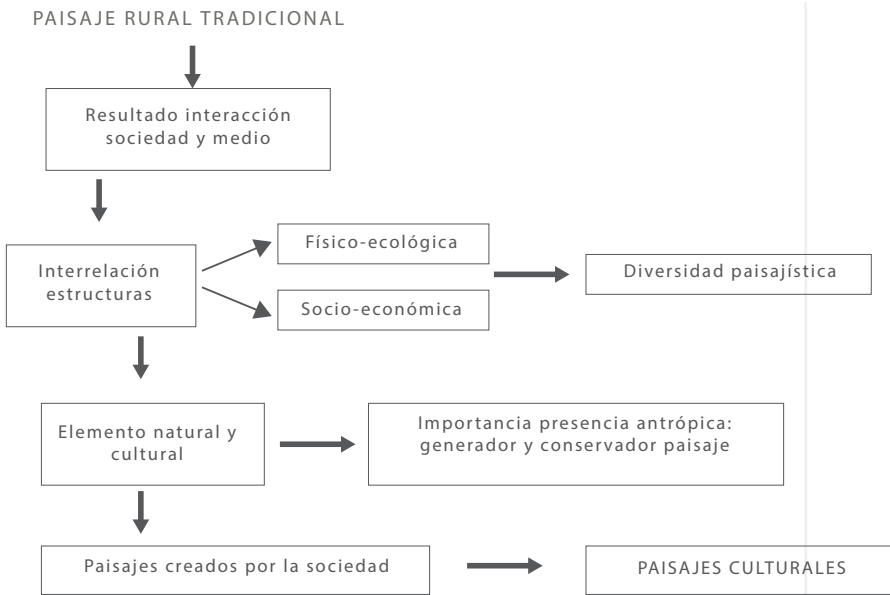 PAISAJE RURAL TRADICIONAL
Resultado interacción
sociedad y medio
Interrelación
estructuras
Físico-ecológica
Socio-económica
Diversidad paisajística
Elemento natural y
cultural
Importancia presencia antrópica:
generador y conservador paisaje
Paisajes creados por la sociedad
PAISAJES CULTURALES